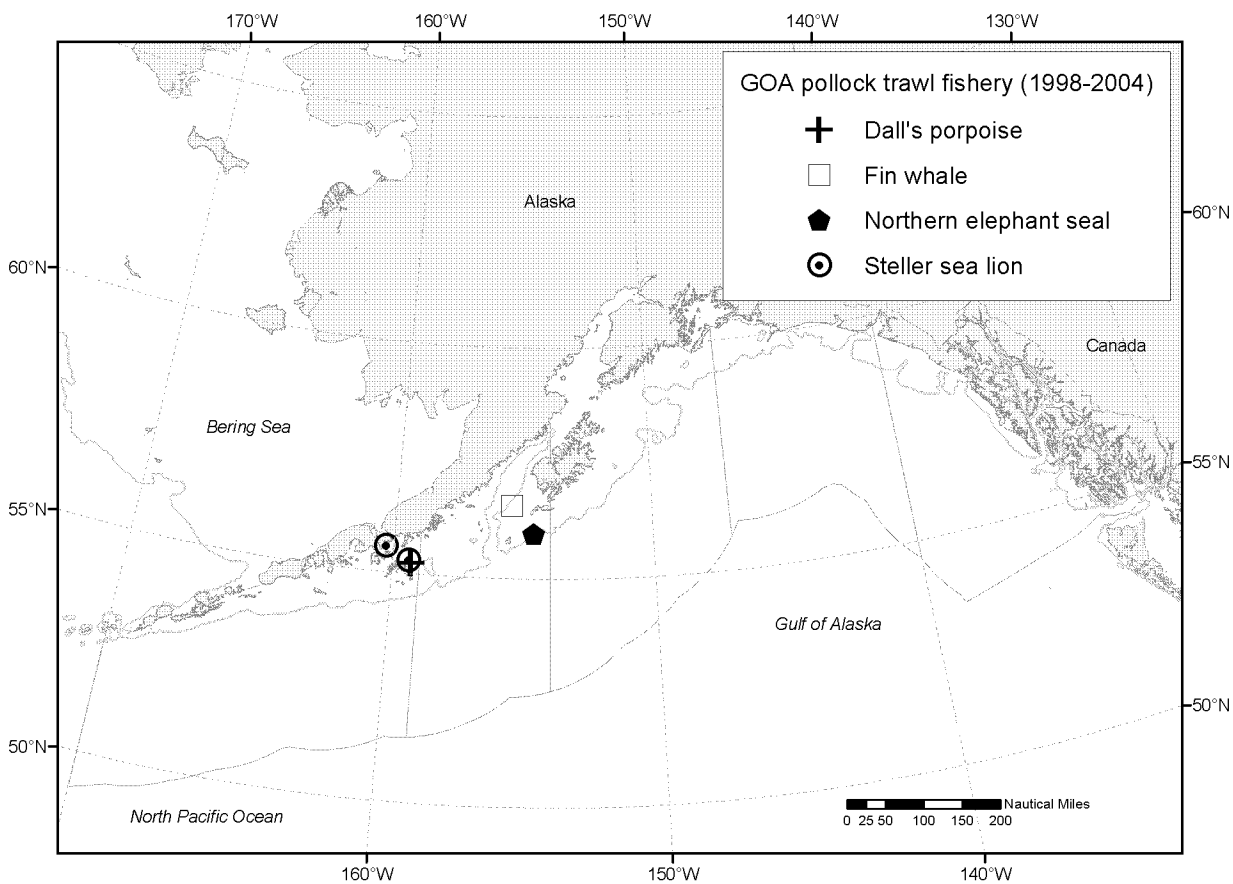 170°W 160°W 150°W 140°W 130°W
GOA pollock trawl fishery (1998-2004)
Dall's porpoise
Fin whale
Northern elephant seal
Steller sea lion
Alaska
60°N
60°N
Canada
Bering Sea
55°N
55°N
Gulf of Alaska
50°N
50°N
North Pacific Ocean
Nautical Miles
0 25 50 100 150 200
160°W 150°W 140°W